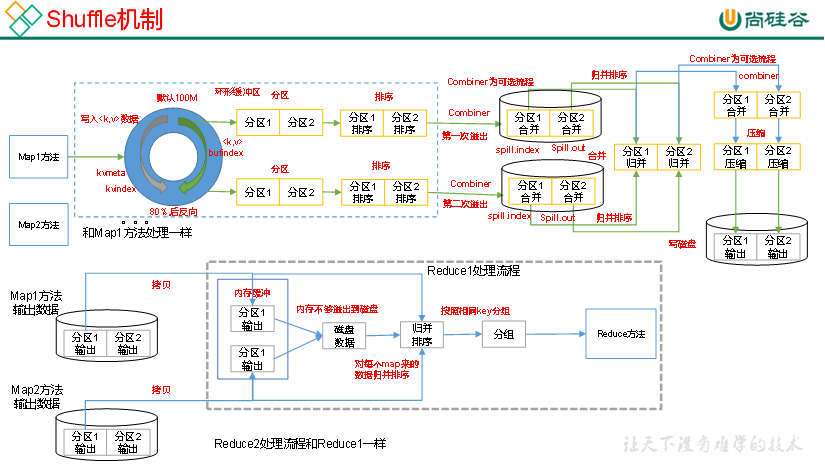 Shuffle机制
尚硅谷
默认100M
环形缓冲区
分区
排序
Combiner为可选流程
归并排序
Combiner为可选流程
combiner
写入<k,v>数据
分区1
分区2
分区1
排序
分区2
排序
Combiner
第一次溢出
分区1
合并
分区2
合并
分区1
合并
分区2
合并
Map1方法
<k,v>
bufindex
kvmeta
kvindex
spill.index
Spill.out
合并
分区1
归并
分区2
归并
压缩
分区1
压缩
分区2
压缩
分区
排序
分区1
分区2
分区1
排序
分区2
排序
Combiner
第二次溢出
分区1
合并
分区2
合并
spill.index
Spill.out
归并排序
80%后反向
Map2方法
...
和Map1方法处理一样
写磁盘
分区1
输出
分区2
输出
Reduce1处理流程
Map1方法
输出数据
拷贝
分区1
输出
分区2
输出
内存缓冲
分区1
输出
分区1
输出
内存不够溢出到磁盘
磁盘
数据
归并
排序
按照相同key分组
分组
Reduce方法
对每个map来的
数据归并排序
Map2方法
输出数据
拷贝
分区1
输出
分区2
输出
Reduce2处理流程和Reduce1一样
让天下没有难学的技术